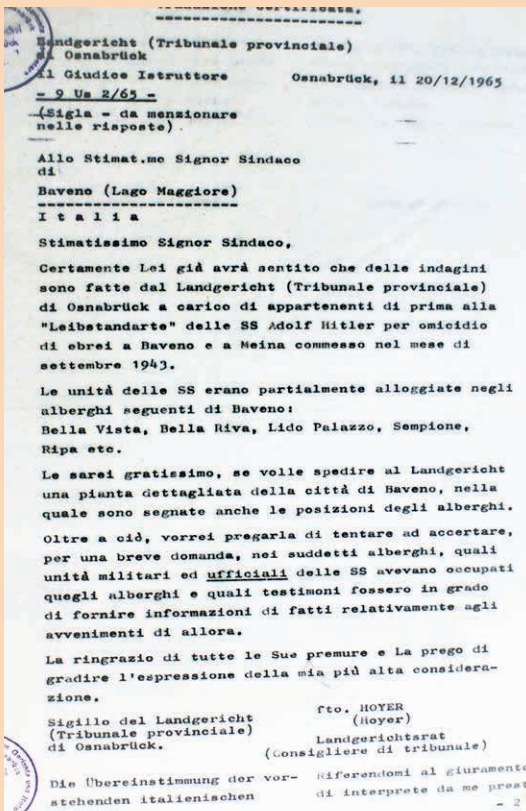 Traduzione certificata.
Landgericht (Tribunale provinciale)
di Osnabrück
Il Giudice Istruttore
Osnabrück, il 20/12/1965
- 9 Us 2/65 -
(Sigla - da menzionare
nelle risposte)
Allo Stimat.mo Signor Sindaco
di
Baveno (Lago Maggiore)
I t a l i a
Stimatissimo Signor Sindaco,
Certamente Lei già avrà sentito che delle indagini
sono fatte dal Landgericht (Tribunale provinciale)
di Osnabrück a carico di appartenenti di prima alla
"Leibstandarte" delle SS Adolf Hitler per omicidio
di ebrei a Baveno e a Meina commesso nel mese di
settembre 1943.
Le unità delle SS erano partialmente alloggiate negli
alberghi seguenti di Baveno:
Bella Vista, Bella Riva, Lido Palazzo, Sempione,
Ripa etc.
Le sarei gratissimo, se volle spedire al Landgericht
una pianta dettagliata della città di Baveno, nella
quale sono segnate anche le posizioni degli alberghi.
Oltre a ciò, vorrei pregarla di tentare ad accertare,
per una breve domanda, nei suddetti alberghi, quali
unità militari ed ufficiali delle SS avevano occupati
quegli alberghi e quali testimoni fossero in grado
di fornire informazioni di fatti relativamente agli
avvenimenti di allora.
La ringrazio di tutte le Sue premure e La prego di
gradire l'espressione della mia più alta considera-
zione.
Sigillo del Landgericht
(Tribunale provinciale)
di Osnabrück.
fto. HOYER
(Hoyer)
Landgerichtsrat
(Consigliere di tribunale)
Die Übereinstimmung der vor-
stehenden italienischen
Riferendomi al giuramento
di interprete da me pres
- 2